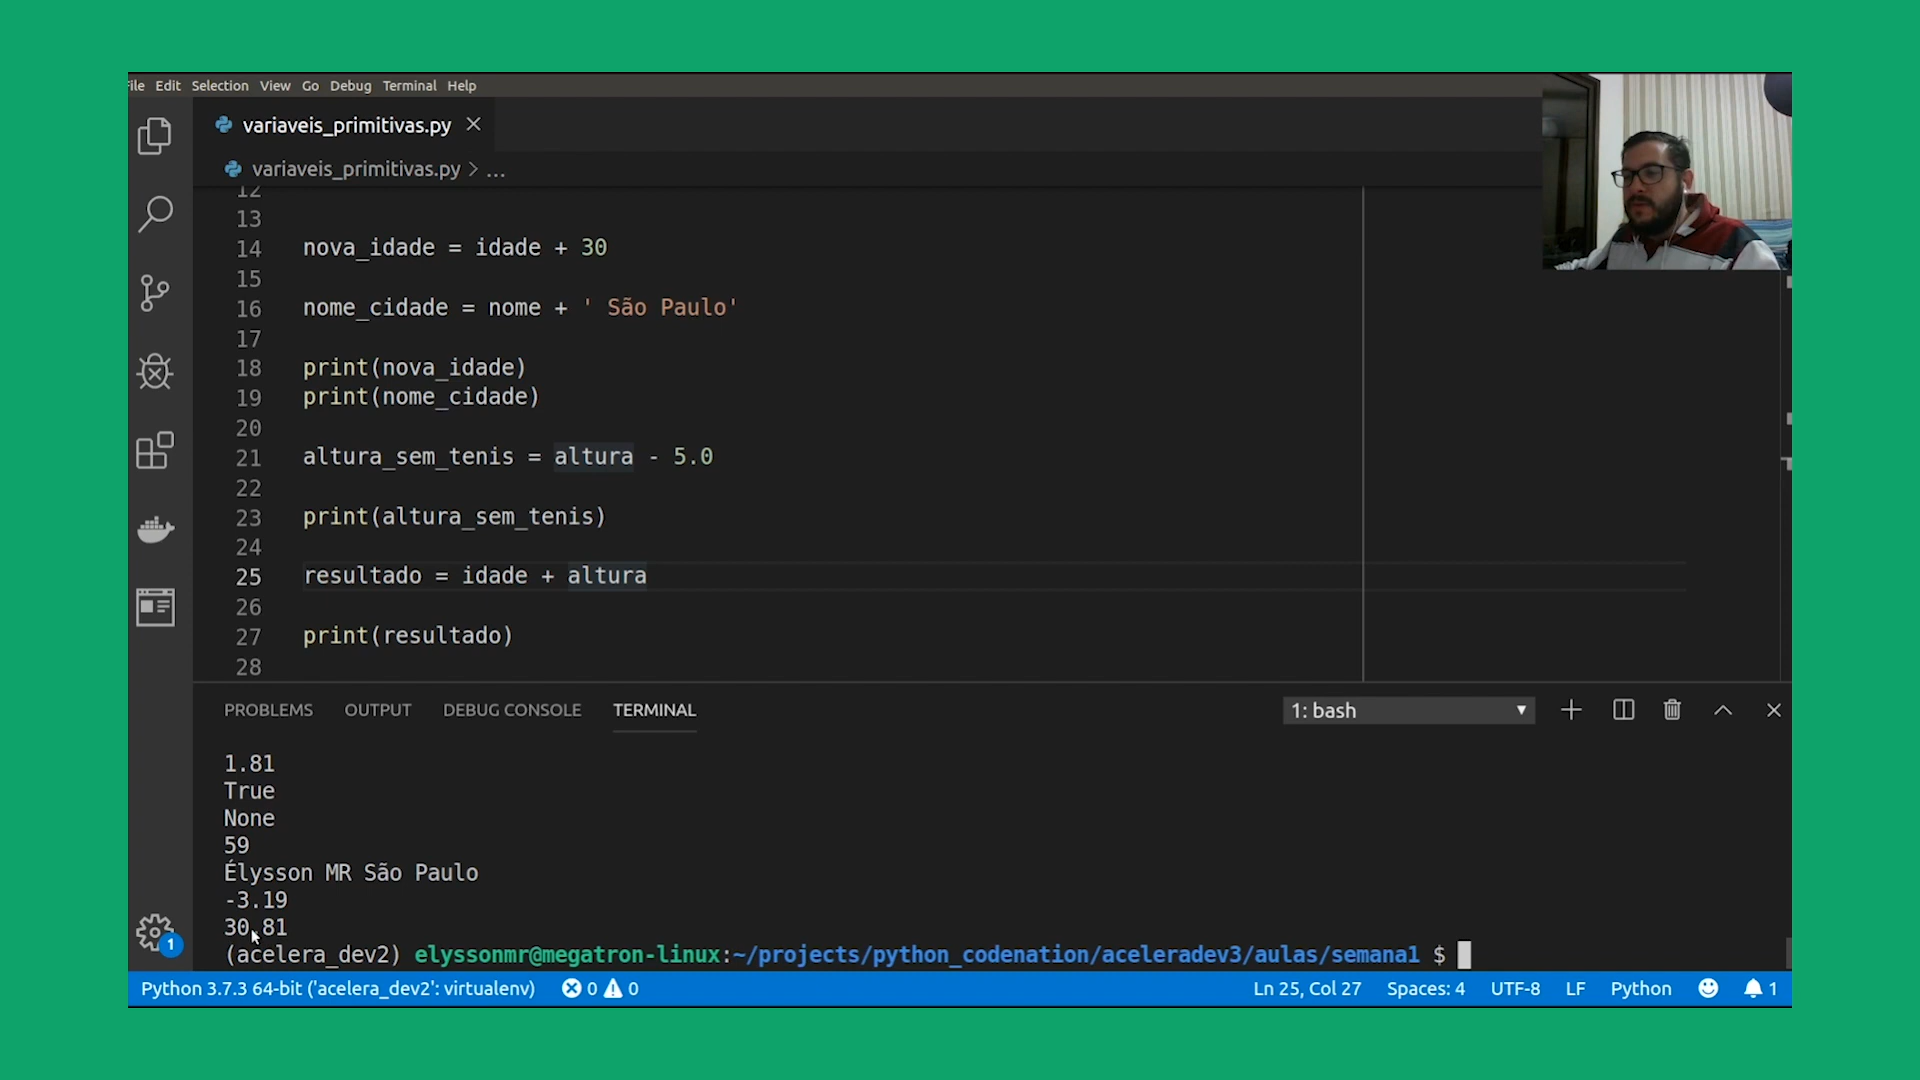 File Edit Selection View Go Debug Terminal Help
variaveis_primitivas.py
variaveis_primitivas.py > ...
12
13
14 nova_idade = idade + 30
15
16 nome_cidade = nome + ' São Paulo'
17
18 print(nova_idade)
19 print(nome_cidade)
20
21 altura_sem_tenis = altura - 5.0
22
23 print(altura_sem_tenis)
24
25 resultado = idade + altura
26
27 print(resultado)
28
PROBLEMS OUTPUT DEBUG CONSOLE TERMINAL 1: bash
1.81
True
None
59
Élysson MR São Paulo
-3.19
30.81
(acelera_dev2) elyssonmr@megatron-linux:~/projects/python_codenation/aceleradev3/aulas/semana1 $
1
Python 3.7.3 64-bit ('acelera_dev2': virtualenv) 0 0 Ln 25, Col 27 Spaces: 4 UTF-8 LF Python 1